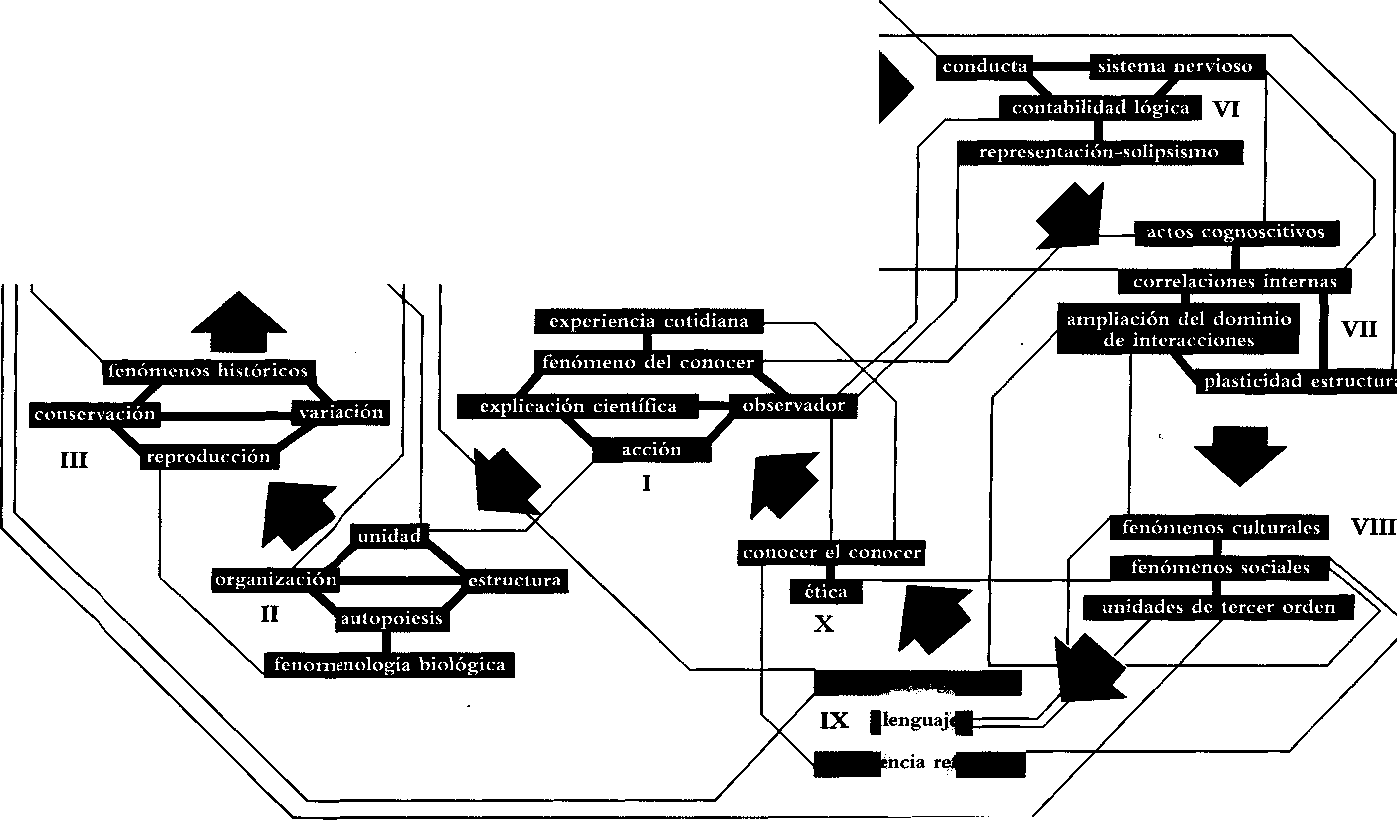 conducta
sistema nervioso
contabilidad lógica
VI
representación-solipsismo
actos cognoscitivos
correlaciones internas
ampliación del dominio
de interacciones
VII
plasticidad estructura
experiencia cotidiana
fenómeno del conocer
explicación científica
observador
acción
I
fenómenos históricos
conservación
variación
reproducción
III
unidad
organización
estructura
II
autopoiesis
fenomenología biológica
conocer el conocer
ética
X
fenómenos culturales
VIII
fenómenos sociales
unidades de tercer orden
IX
lenguaje